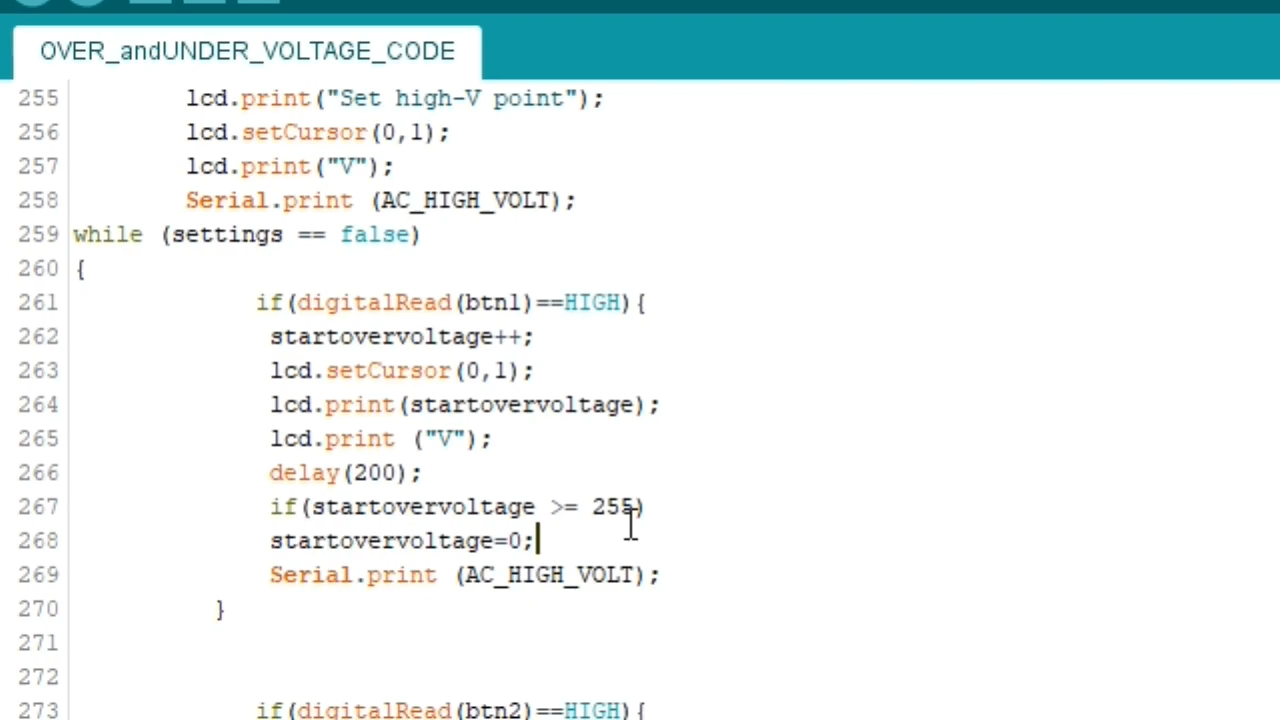 OVER_andUNDER_VOLTAGE_CODE
255 lcd.print("Set high-V point");
256 lcd.setCursor(0,1);
257 lcd.print("V");
258 Serial.print (AC_HIGH_VOLT);
259 while (settings == false)
260 {
261 if(digitalRead(btn1)==HIGH){
262 startovervoltage++;
263 lcd.setCursor(0,1);
264 lcd.print(startovervoltage);
265 lcd.print ("V");
266 delay(200);
267 if(startovervoltage >= 255)
268 startovervoltage=0;
269 Serial.print (AC_HIGH_VOLT);
270 }
271
272
273 if(digitalRead(btn2)==HIGH){